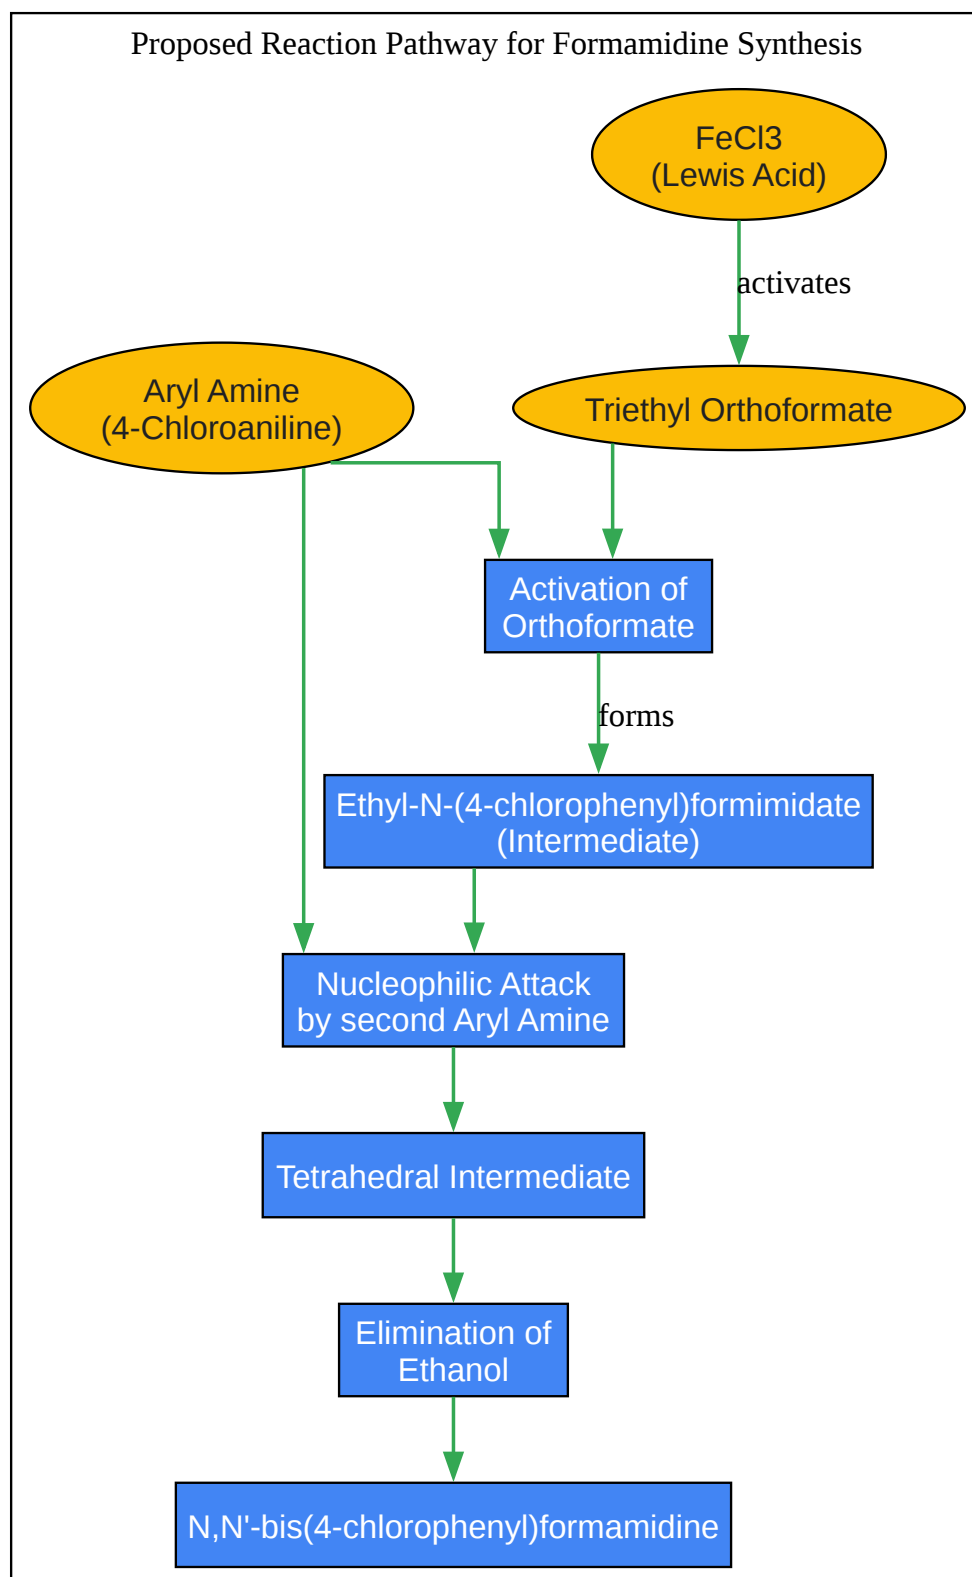 Proposed Reaction Pathway for Formamidine Synthesis
FeCl3
(Lewis Acid)
activates
Aryl Amine
(4-Chloroaniline)
Triethyl Orthoformate
Activation of
Orthoformate
forms
Ethyl-N-(4-chlorophenyl)formimidate
(Intermediate)
Nucleophilic Attack
by second Aryl Amine
Tetrahedral Intermediate
Elimination of
Ethanol
N,N'-bis(4-chlorophenyl)formamidine